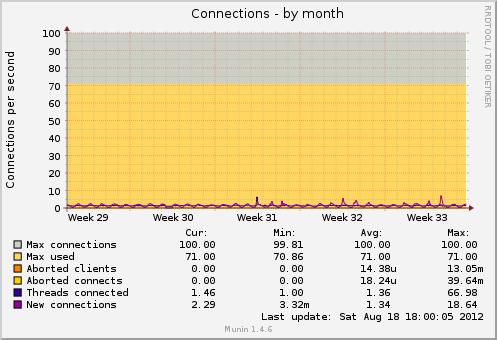 Connections - by month
RRDTOOL / TOBI OETIKER
Connections per second
100
90
80
70
60
50
40
30
20
10
0
Week 29 Week 30 Week 31 Week 32 Week 33
Cur: Min: Avg: Max:
Max connections 100.00 99.81 100.00 100.00
Max used 71.00 70.86 71.00 71.00
Aborted clients 0.00 0.00 14.38u 13.05m
Aborted connects 0.00 0.00 18.24u 39.64m
Threads connected 1.46 1.00 1.36 66.98
New connections 2.29 3.32m 1.34 18.64
Last update: Sat Aug 18 18:00:05 2012
Munin 1.4.6